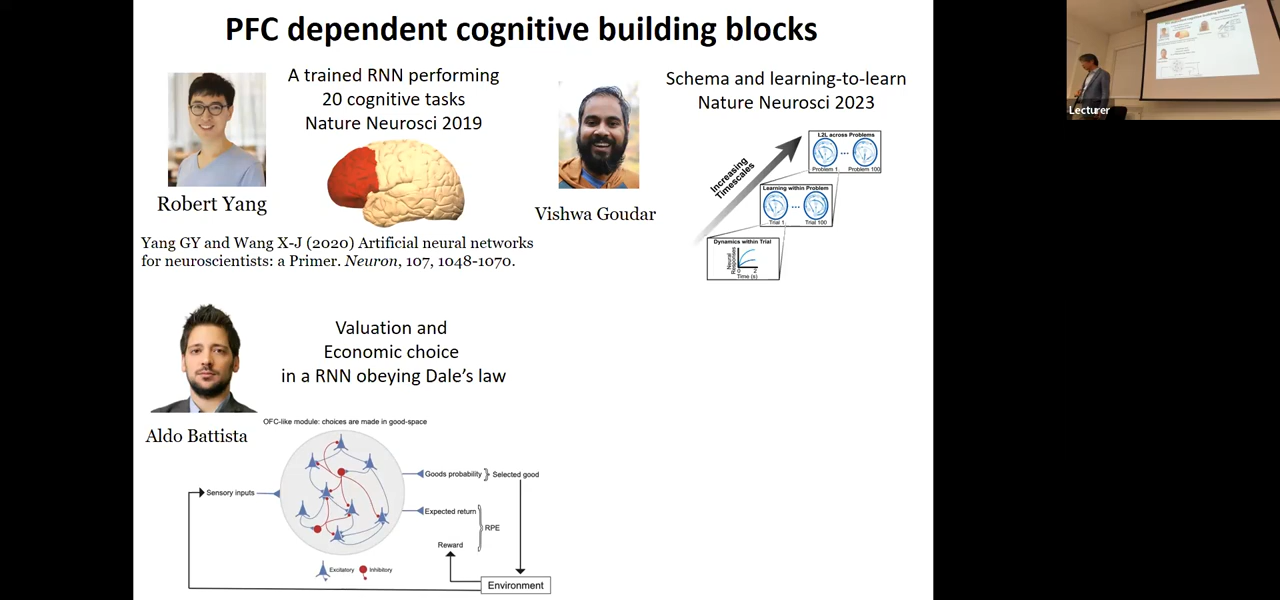 PFC dependent cognitive building blocks
A trained RNN performing
20 cognitive tasks
Nature Neurosci 2019
Robert Yang
Yang GY and Wang X-J (2020) Artificial neural networks
for neuroscientists: a Primer. Neuron, 107, 1048-1070.
Vishwa Goudar
Schema and learning-to-learn
Nature Neurosci 2023
Increasing
Timescales
L2L across Problems
...
Problem 1
Problem 100
Learning within Problem
...
Trial 1
Trial 100
Dynamics within Trial
Neural
Responses
0
2
Time (s)
Valuation and
Economic choice
in a RNN obeying Dale's law
Aldo Battista
OFC-like module: choices are made in good-space
Sensory inputs
Goods probability
Selected good
Expected return
RPE
Reward
Environment
Excitatory
Inhibitory
Lecturer